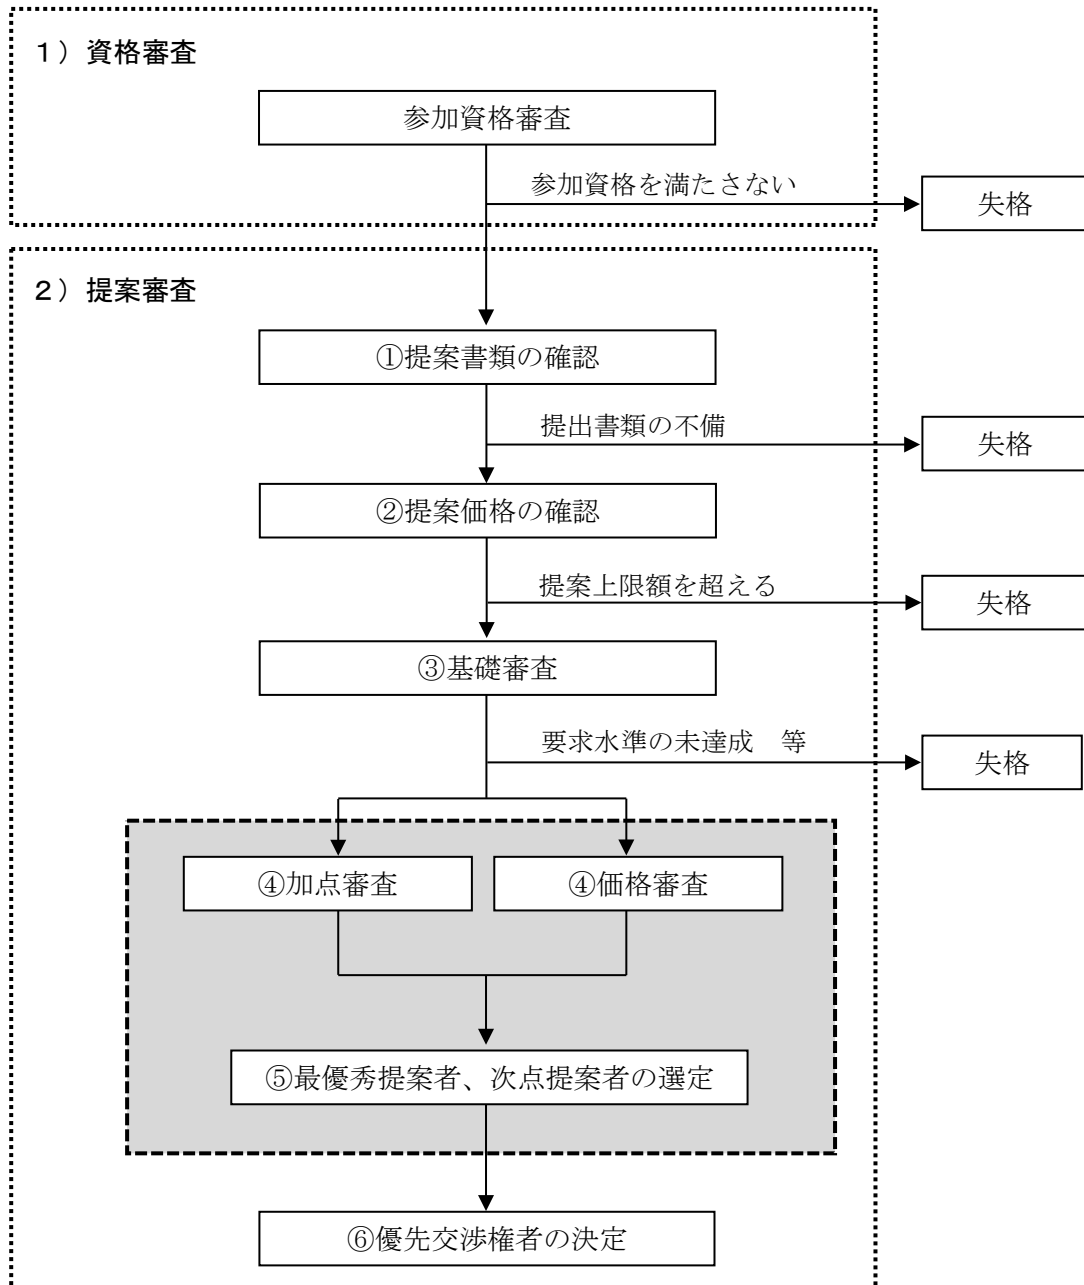 １）資格審査
参加資格審査
参加資格を満たさない
失格
２）提案審査
①提案書類の確認
提出書類の不備
失格
②提案価格の確認
提案上限額を超える
失格
③基礎審査
要求水準の未達成　等
失格
④加点審査
④価格審査
⑤最優秀提案者、次点提案者の選定
⑥優先交渉権者の決定